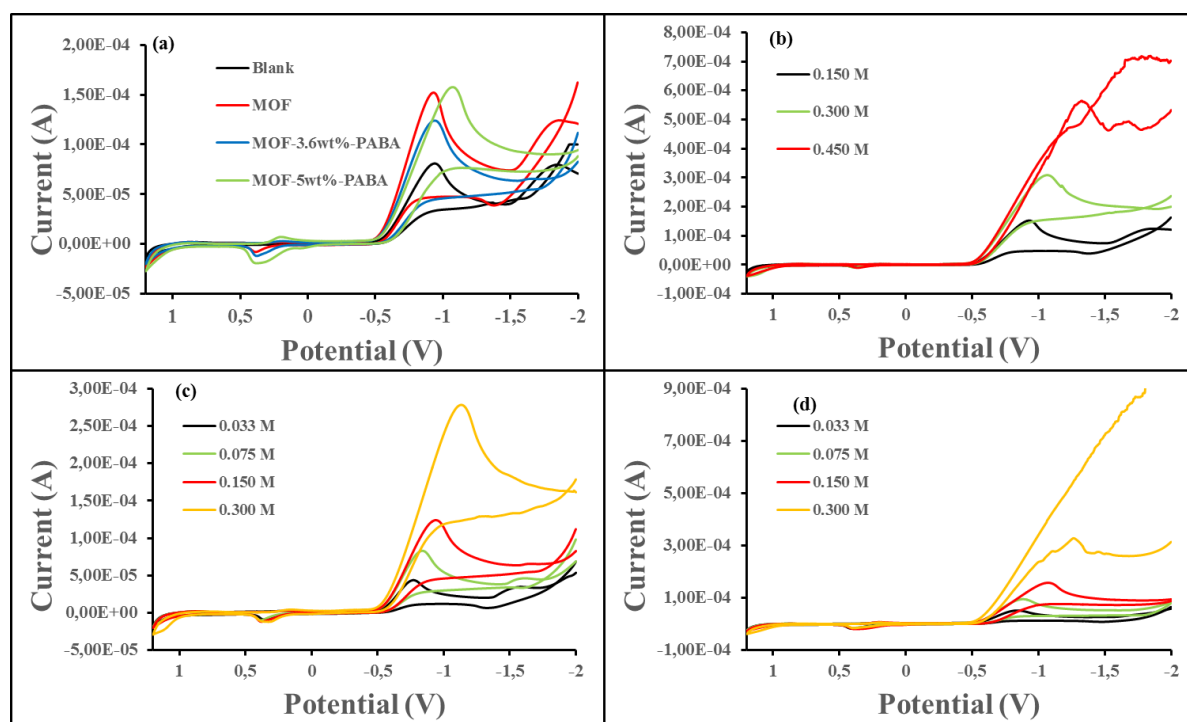 (a)
Current (A)
2,00E-04
1,50E-04
1,00E-04
5,00E-05
0,00E+00
-5,00E-05
Blank
MOF
MOF-3.6wt%-PABA
MOF-5wt%-PABA
1 0,5 0 -0,5 -1 -1,5 -2
Potential (V)
(b)
Current (A)
8,00E-04
7,00E-04
6,00E-04
5,00E-04
4,00E-04
3,00E-04
2,00E-04
1,00E-04
0,00E+00
-1,00E-04
0.150 M
0.300 M
0.450 M
1 0,5 0 -0,5 -1 -1,5 -2
Potential (V)
(c)
Current (A)
3,00E-04
2,50E-04
2,00E-04
1,50E-04
1,00E-04
5,00E-05
0,00E+00
-5,00E-05
0.033 M
0.075 M
0.150 M
0.300 M
1 0,5 0 -0,5 -1 -1,5 -2
Potential (V)
(d)
Current (A)
9,00E-04
7,00E-04
5,00E-04
3,00E-04
1,00E-04
-1,00E-04
0.033 M
0.075 M
0.150 M
0.300 M
1 0,5 0 -0,5 -1 -1,5 -2
Potential (V)